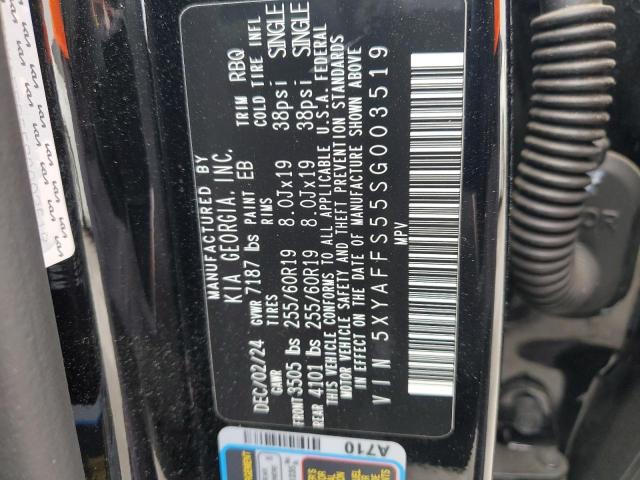 MANUFACTURED BY
KIA GEORGIA, INC.
DEC/02/24 GVWR 7187 lbs PAINT EB TRIM RBQ
GAWR TIRES RIMS COLD TIRE INFL
FRONT 3505 lbs 255/60R19 8.0Jx19 38psi SINGLE
REAR 4101 lbs 255/60R19 8.0Jx19 38psi SINGLE
THIS VEHICLE CONFORMS TO ALL APPLICABLE U.S.A. FEDERAL
MOTOR VEHICLE SAFETY AND THEFT PREVENTION STANDARDS
IN EFFECT ON THE DATE OF MANUFACTURE SHOWN ABOVE
VIN 5XYAFFS55SG003519
MPV
A710